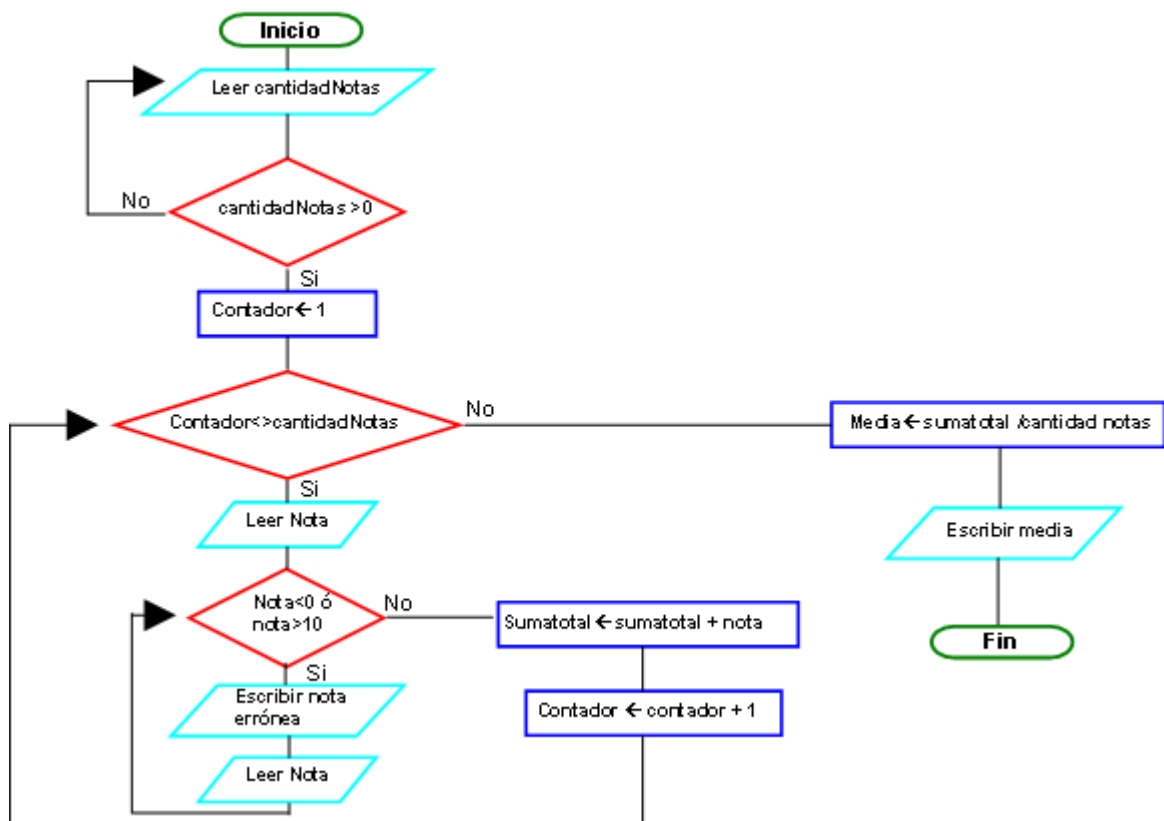 Inicio
Leer cantidadNotas
No
cantidadNotas >0
Si
Contador← 1
Contador<>cantidadNotas
No
Media←sumatotal /cantidad notas
Si
Leer Nota
Escribir media
Nota<0 ó
nota>10
No
Sumatotal ←sumatotal + nota
Fin
Si
Escribir nota
errónea
Contador ← contador + 1
Leer Nota